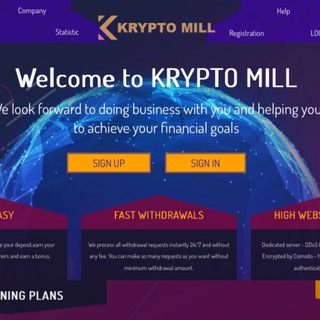 Company
Help
Statistic
KRYPTO MILL
Registration
LO
Welcome to KRYPTO MILL
e look forward to doing business with you and helping you
to achieve your financial goals
SIGN UP
SIGN IN
ASY
FAST WITHDRAWALS
HIGH WEBS
e your deposit,earn your
ners and earn a bonus.
We process all withdrawal requests instantly 24/7 and without
any fee. You can make as many requests as you want without
minimum withdrawal amount.
Dedicated server - DDoS
Encrypted by Comodo - h
authenticat
NING PLANS